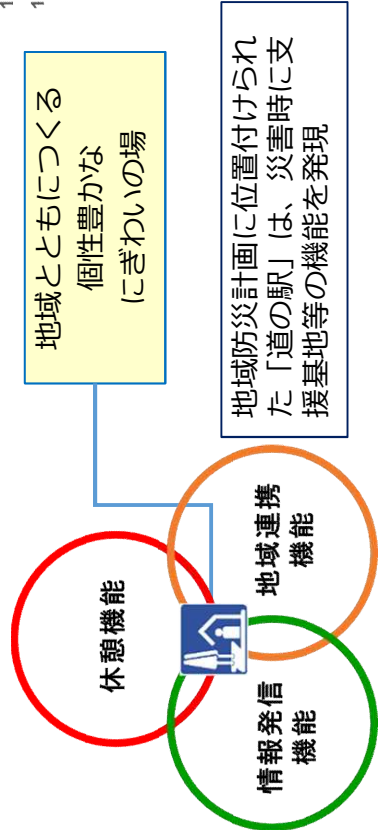 地域とともにつくる
個性豊かな
にぎわいの場
地域防災計画に位置付けられ
た「道の駅」は、災害時に支
援基地等の機能を発現
休憩機能
地域連携
機能
情報発信
機能